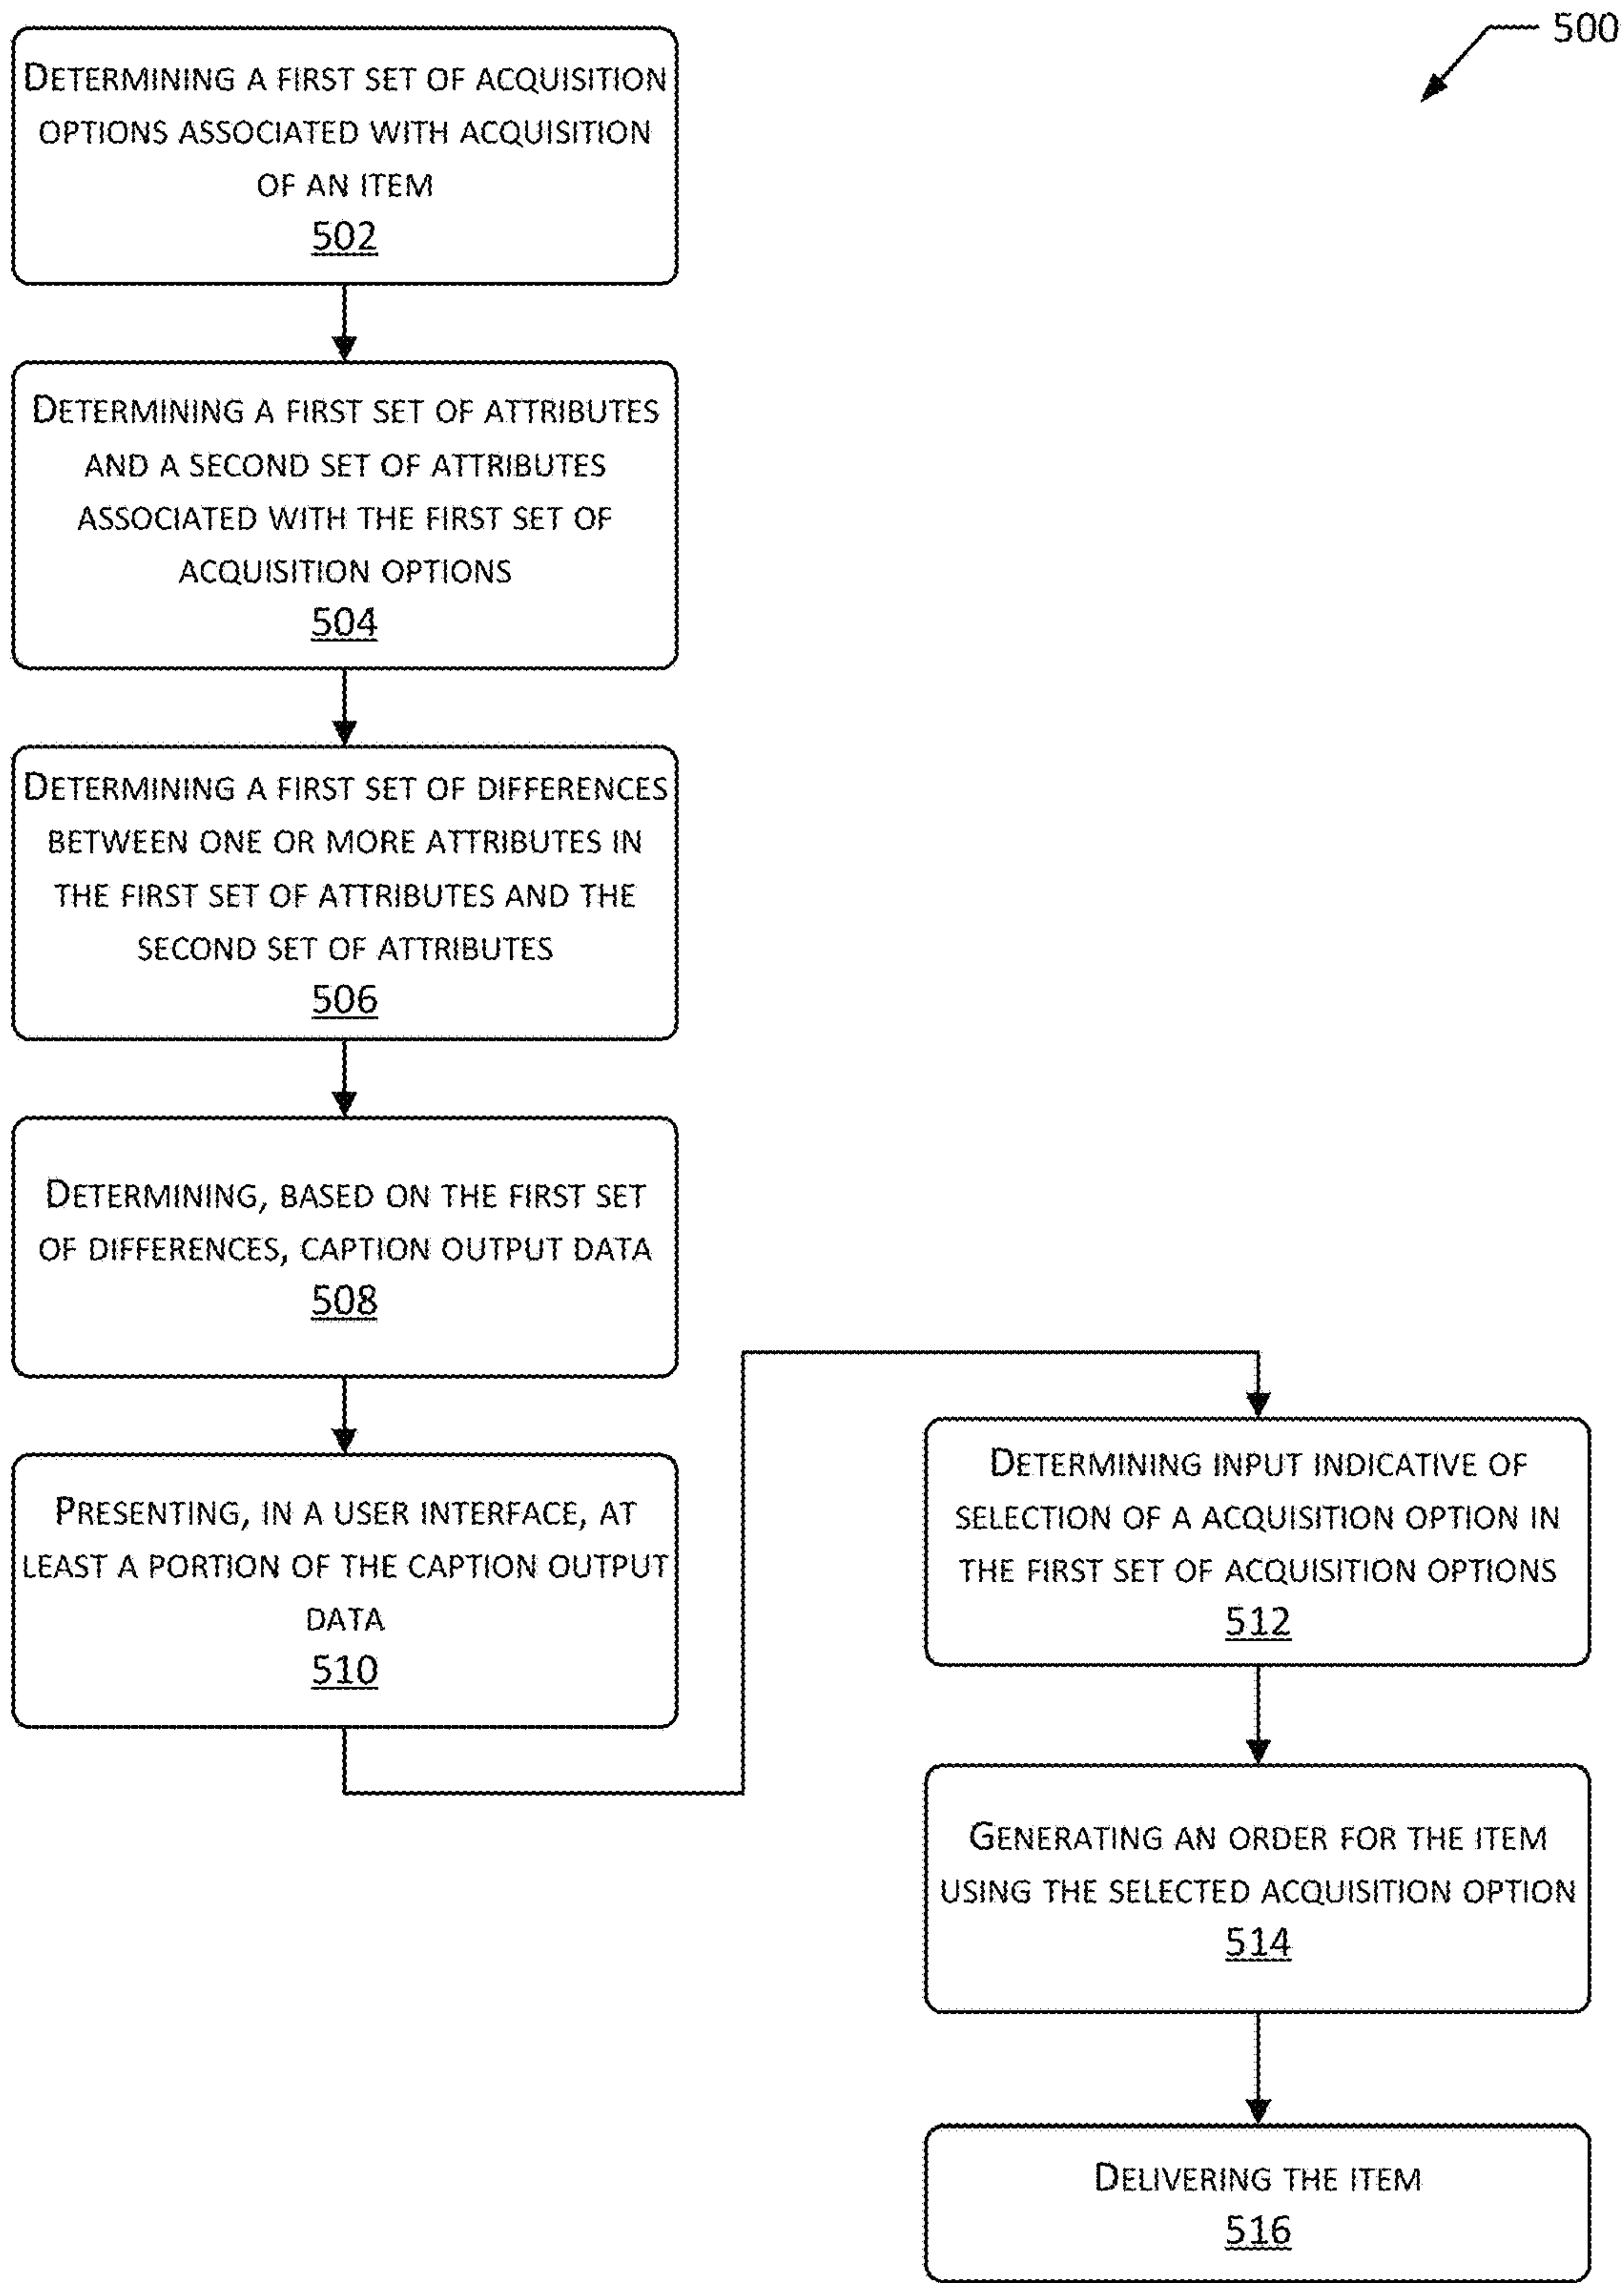 500
DETERMINING A FIRST SET OF ACQUISITION
OPTIONS ASSOCIATED WITH ACQUISITION
OF AN ITEM
502
DETERMINING A FIRST SET OF ATTRIBUTES
AND A SECOND SET OF ATTRIBUTES
ASSOCIATED WITH THE FIRST SET OF
ACQUISITION OPTIONS
504
DETERMINING A FIRST SET OF DIFFERENCES
BETWEEN ONE OR MORE ATTRIBUTES IN
THE FIRST SET OF ATTRIBUTES AND THE
SECOND SET OF ATTRIBUTES
506
DETERMINING, BASED ON THE FIRST SET
OF DIFFERENCES, CAPTION OUTPUT DATA
508
PRESENTING, IN A USER INTERFACE, AT
LEAST A PORTION OF THE CAPTION OUTPUT
DATA
510
DETERMINING INPUT INDICATIVE OF
SELECTION OF A ACQUISITION OPTION IN
THE FIRST SET OF ACQUISITION OPTIONS
512
GENERATING AN ORDER FOR THE ITEM
USING THE SELECTED ACQUISITION OPTION
514
DELIVERING THE ITEM
516